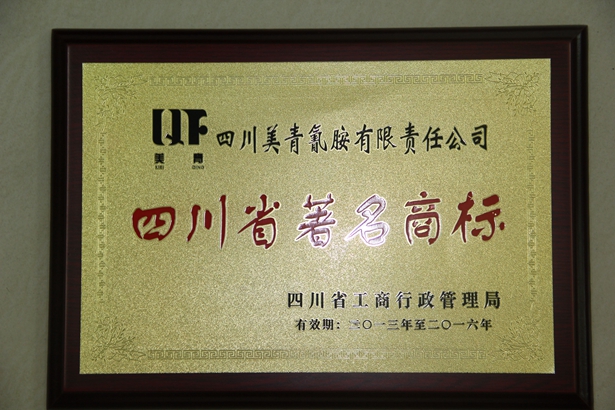 四川美青氰胺有限责任公司
美青
四川省著名商标
四川省工商行政管理局
有效期：二〇一三年至二〇一六年